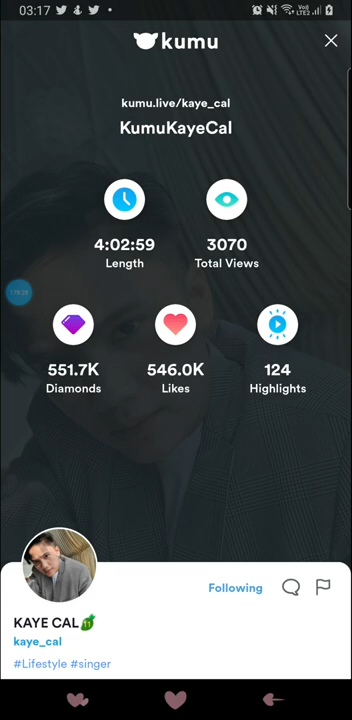 03:17
kumu
kumu.live/kaye_cal
KumuKayeCal
4:02:59 3070
Length Total Views
551.7K 546.0K 124
Diamonds Likes Highlights
Following
KAYE CAL
kaye_cal
#Lifestyle #singer